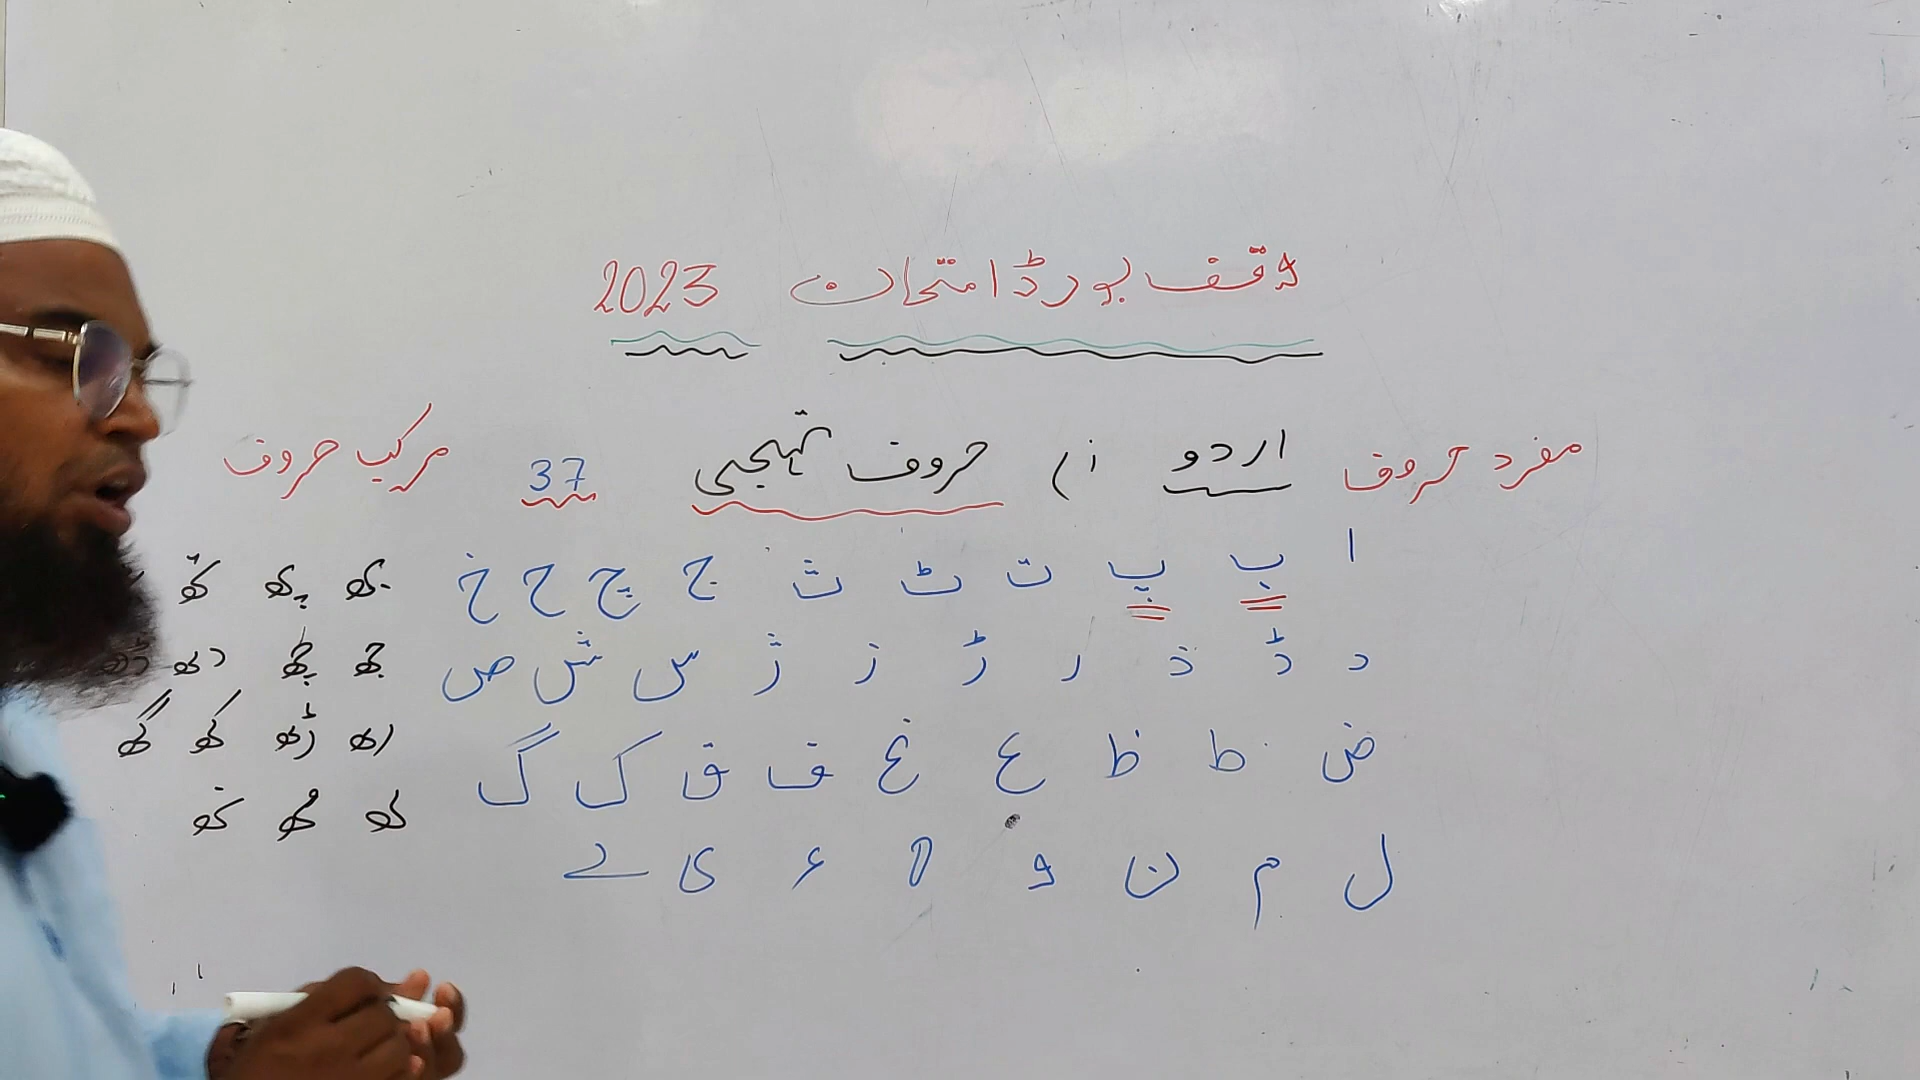 وقف بورڈ امتحان 2023
مفرد حروف اردو حروف تہجی 37 مرکب حروف
ا ب پ ت ٹ ث ج چ ح خ
د ڈ ذ ر ڑ ز ژ س ش ص
ض ط ظ ع غ ف ق ک گ
ل م ن و ہ ء ی ے
بھ پھ تھ
جھ چھ دھ ڈھ
رھ ڑھ کھ گھ
لھ مھ نھ